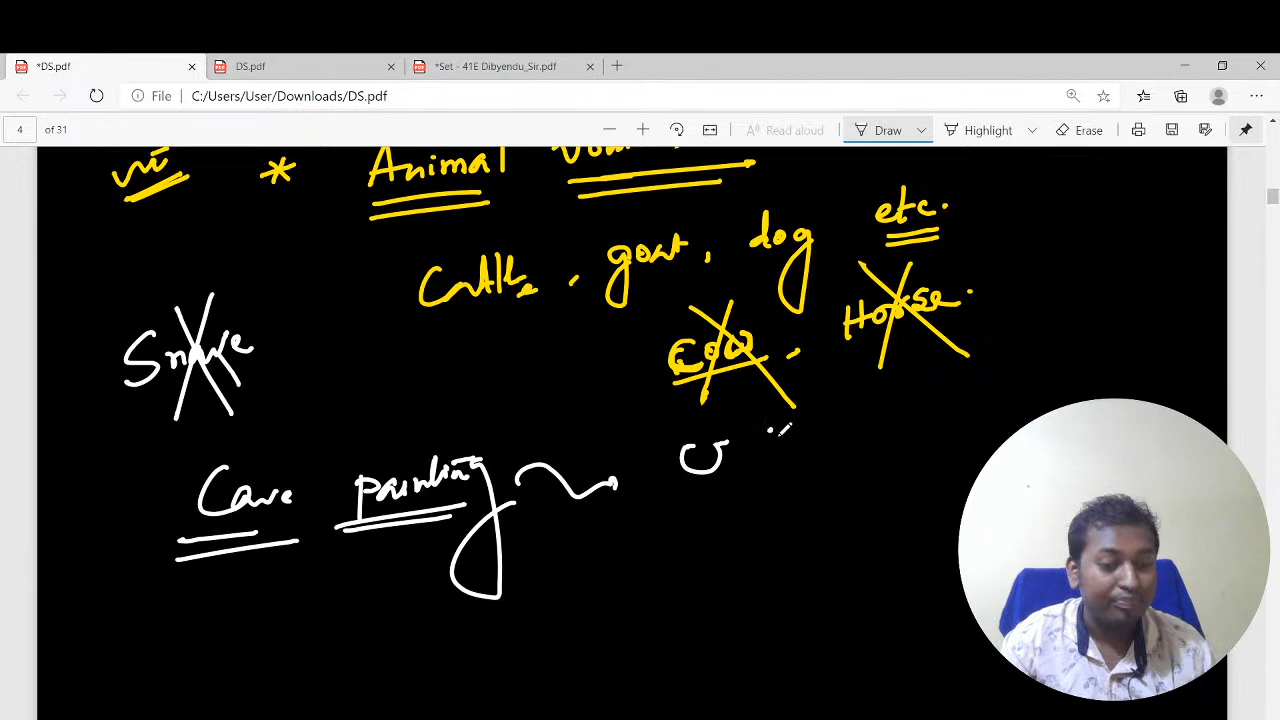 *DS.pdf DS.pdf *Set - 41E Dibyendu_Sir.pdf
File C:/Users/User/Downloads/DS.pdf
4 of 31 Read aloud Draw Highlight Erase
* Animal
etc.
Cattle, goat, dog
Horse.
Snake Cow,
Cave painting